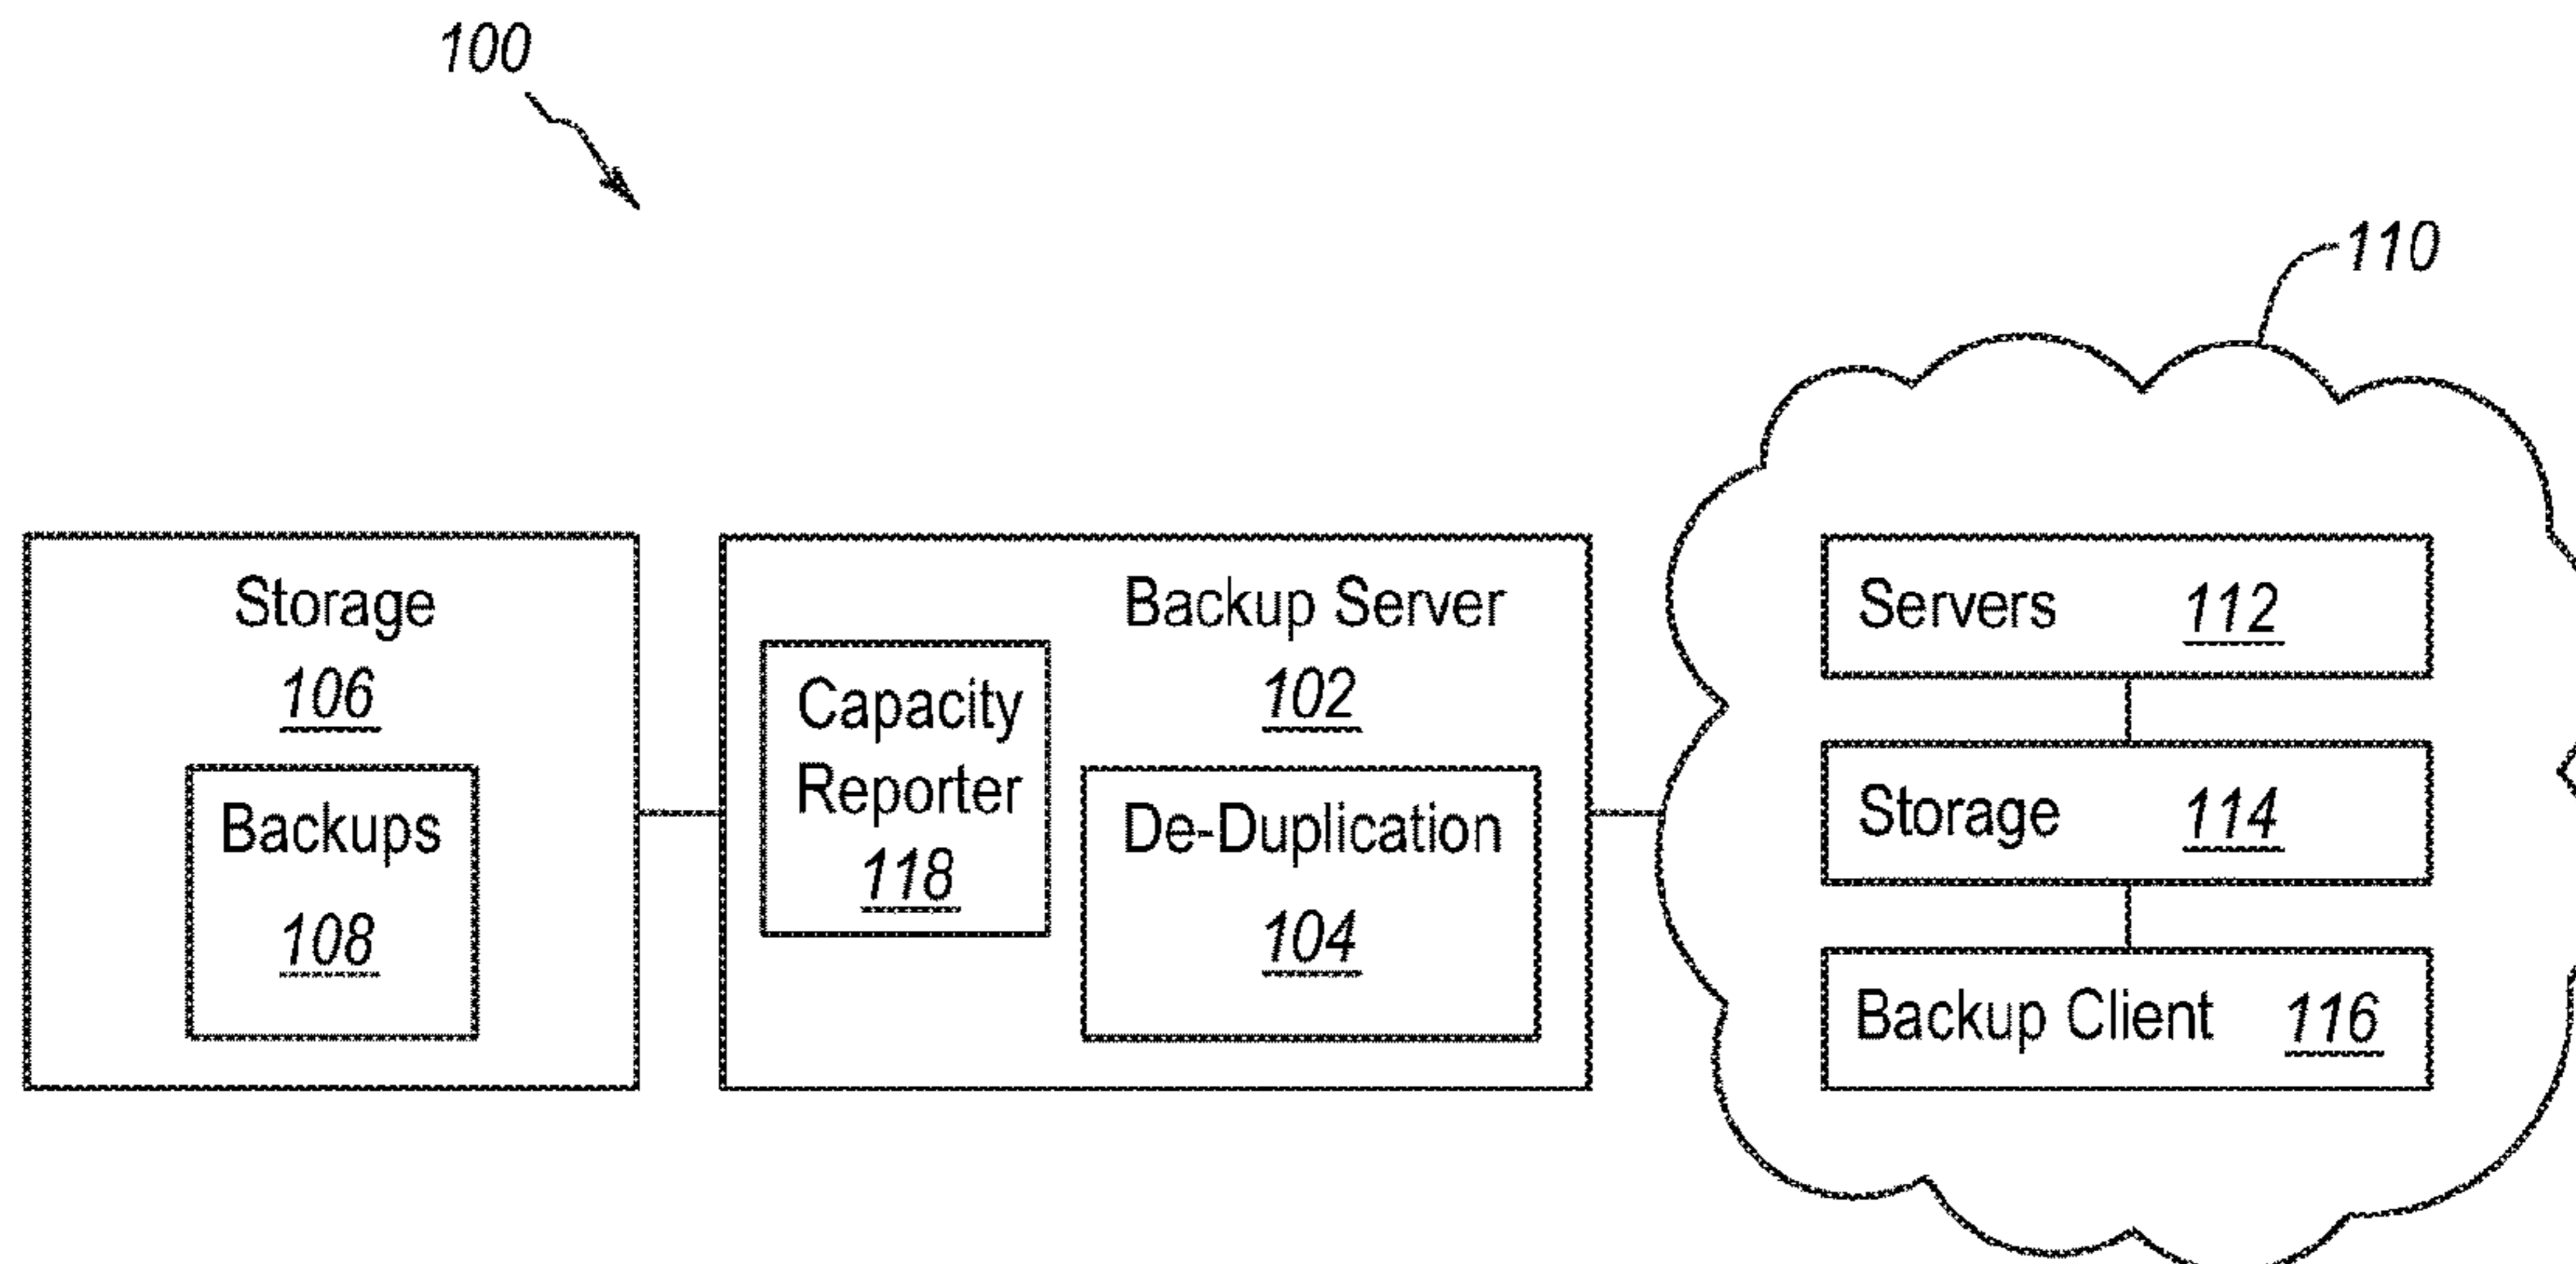 100
110
Storage
106
Backups
108
Backup Server
102
Capacity
Reporter
118
De-Duplication
104
Servers 112
Storage 114
Backup Client 116